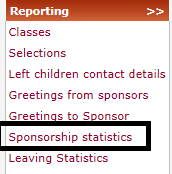 Reporting >>
Classes
Selections
Left children contact details
Greetings from sponsors
Greetings to Sponsor
Sponsorship statistics
Leaving Statistics